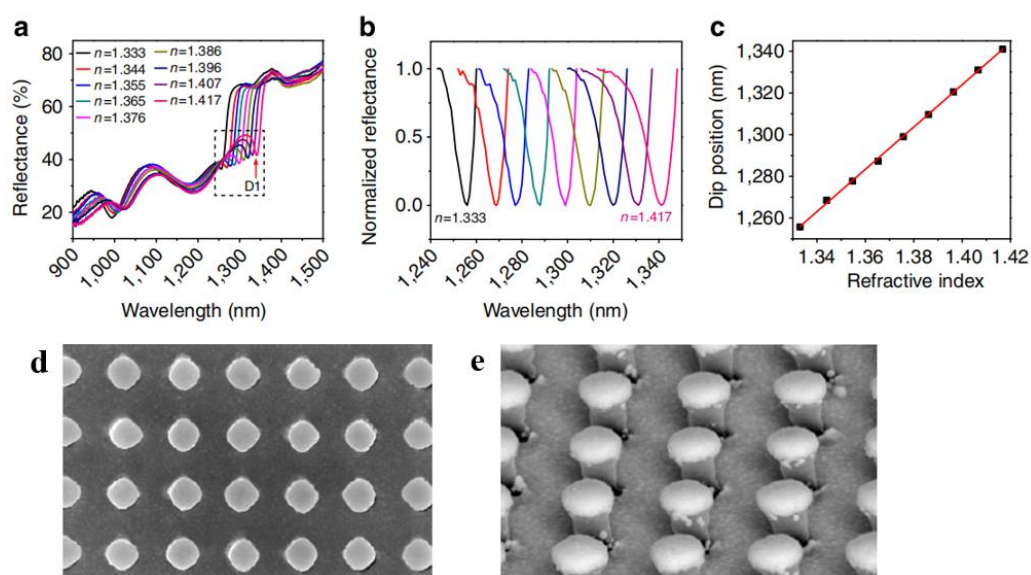 a
80
60
40
20
Reflectance (%)
n=1.333
n=1.344
n=1.355
n=1.365
n=1.376
n=1.386
n=1.396
n=1.407
n=1.417
D1
900
1,000
1,100
1,200
1,300
1,400
1,500
Wavelength (nm)
b
1.0
0.5
0.0
Normalized reflectance
n=1.333
n=1.417
1,240
1,260
1,280
1,300
1,320
1,340
Wavelength (nm)
c
1,340
1,320
1,300
1,280
1,260
Dip position (nm)
1.34
1.36
1.38
1.40
1.42
Refractive index
d
e